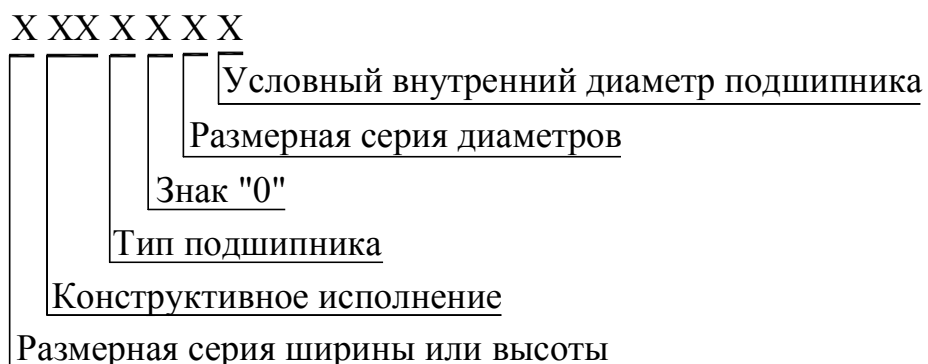 X XX X X X X
Условный внутренний диаметр подшипника
Размерная серия диаметров
Знак "0"
Тип подшипника
Конструктивное исполнение
Размерная серия ширины или высоты